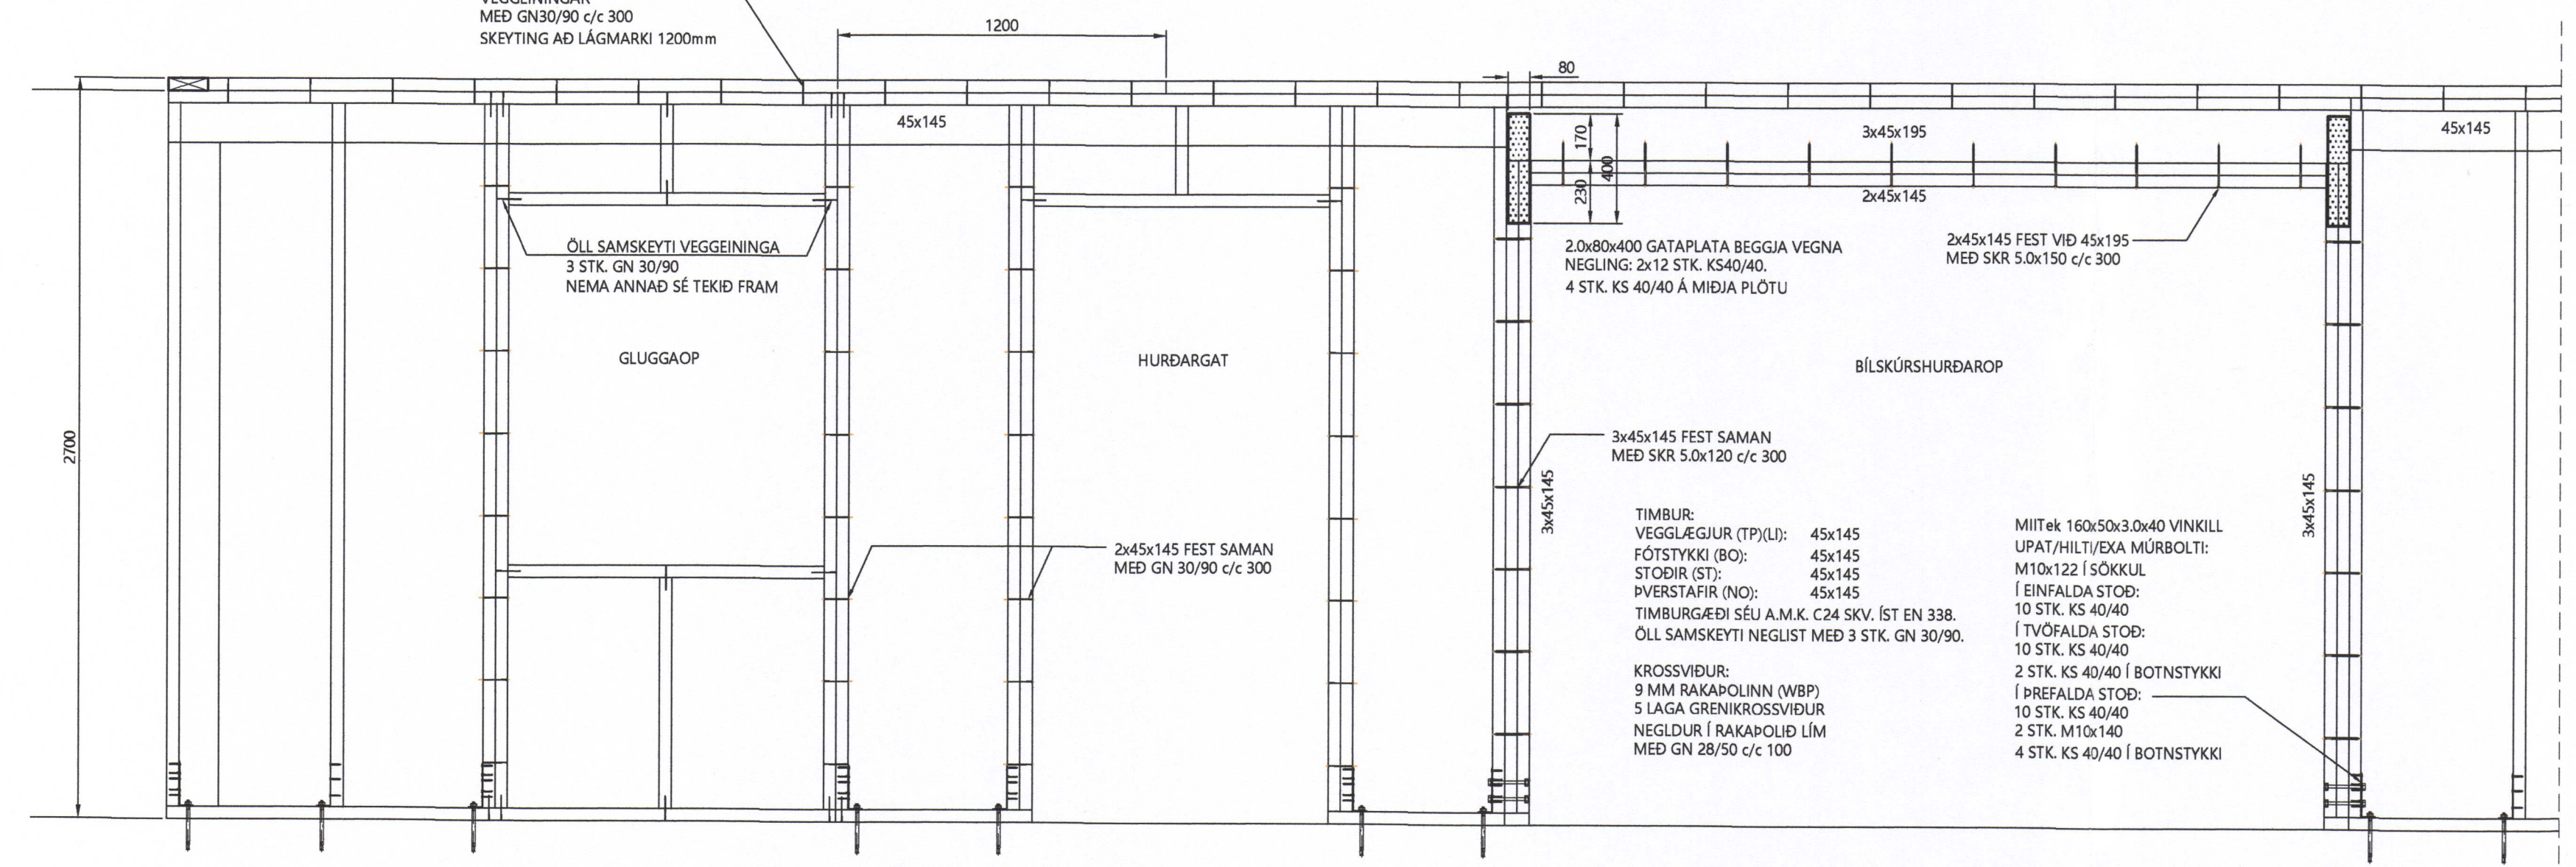 VEGGEININGAR
MEÐ GN30/90 c/c 300
SKEYTING AÐ LÁGMARKI 1200mm
1200
80
45x145
3x45x195
45x145
170
400
230
2x45x145
ÖLL SAMSKEYTI VEGGEININGA
3 STK. GN 30/90
NEMA ANNAÐ SÉ TEKIÐ FRAM
2.0x80x400 GATAPLATA BEGGJA VEGNA
NEGLING: 2x12 STK. KS40/40.
4 STK. KS 40/40 Á MIÐJA PLÖTU
2x45x145 FEST VIÐ 45x195
MEÐ SKR 5.0x150 c/c 300
GLUGGAOP
HURÐARGAT
BÍLSKÚRSHURÐAROP
2700
3x45x145 FEST SAMAN
MEÐ SKR 5.0x120 c/c 300
3x45x145
3x45x145
2x45x145 FEST SAMAN
MEÐ GN 30/90 c/c 300
TIMBUR:
VEGGLÆGJUR (TP)(LI): 45x145
FÓTSTYKKI (BO): 45x145
STOÐIR (ST): 45x145
ÞVERSTAFIR (NO): 45x145
TIMBURGÆÐI SÉU A.M.K. C24 SKV. ÍST EN 338.
ÖLL SAMSKEYTI NEGLIST MEÐ 3 STK. GN 30/90.
KROSSVIÐUR:
9 MM RAKAÞOLINN (WBP)
5 LAGA GRENIKROSSVIÐUR
NEGLDUR Í RAKAÞOLIÐ LÍM
MEÐ GN 28/50 c/c 100
MIITek 160x50x3.0x40 VINKILL
UPAT/HILTI/EXA MÚRBOLTI:
M10x122 Í SÖKKUL
Í EINFALDA STOÐ:
10 STK. KS 40/40
Í TVÖFALDA STOÐ:
10 STK. KS 40/40
2 STK. KS 40/40 Í BOTNSTYKKI
Í ÞREFALDA STOÐ:
10 STK. KS 40/40
2 STK. M10x140
4 STK. KS 40/40 Í BOTNSTYKKI